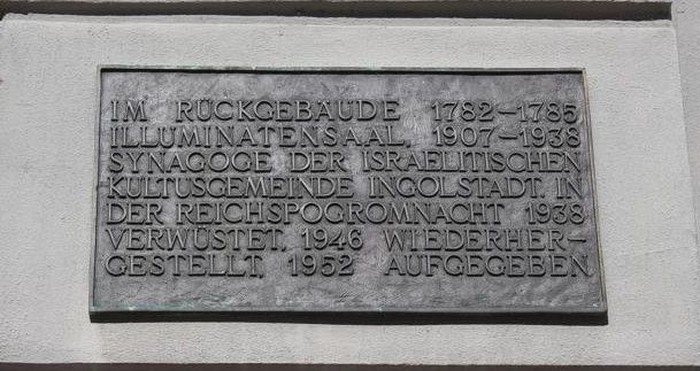 IM RÜCKGEBÄUDE 1782–1785
ILLUMINATENSAAL, 1907–1938
SYNAGOGE DER ISRAELITISCHEN
KULTUSGEMEINDE INGOLSTADT. IN
DER REICHSPOGROMNACHT 1938
VERWÜSTET, 1946 WIEDERHER-
GESTELLT, 1952 AUFGEGEBEN